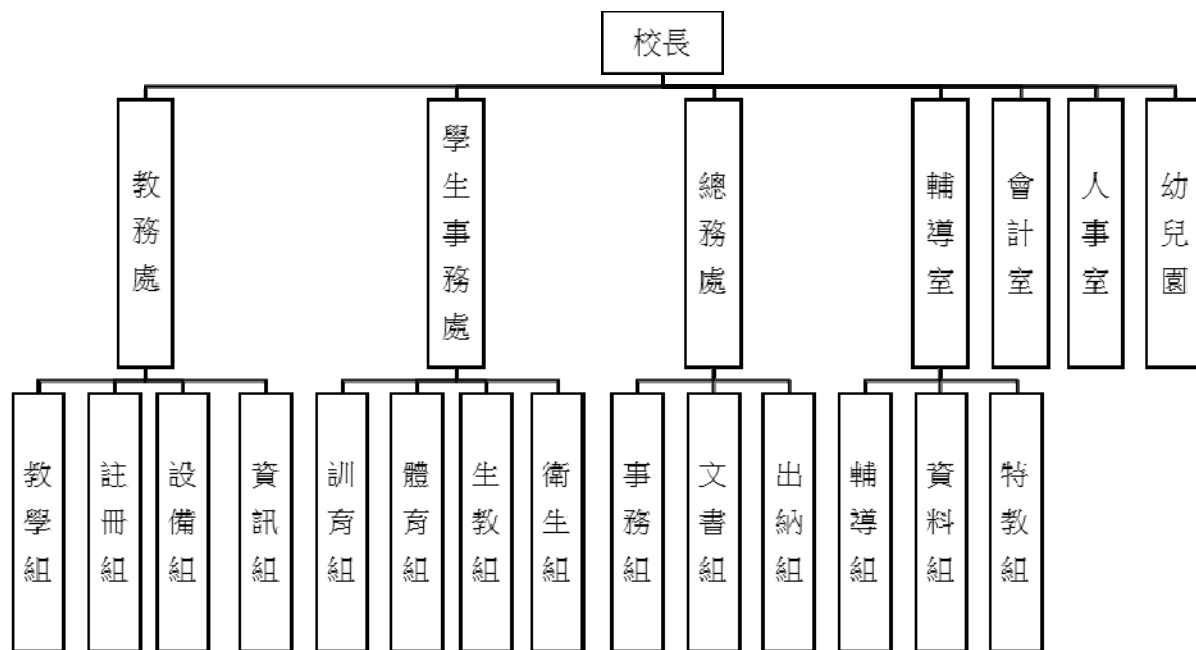 校長
教務處
學生事務處
總務處
輔導室
會計室
人事室
幼兒園
教學組
註冊組
設備組
資訊組
訓育組
體育組
生教組
衛生組
事務組
文書組
出納組
輔導組
資料組
特教組